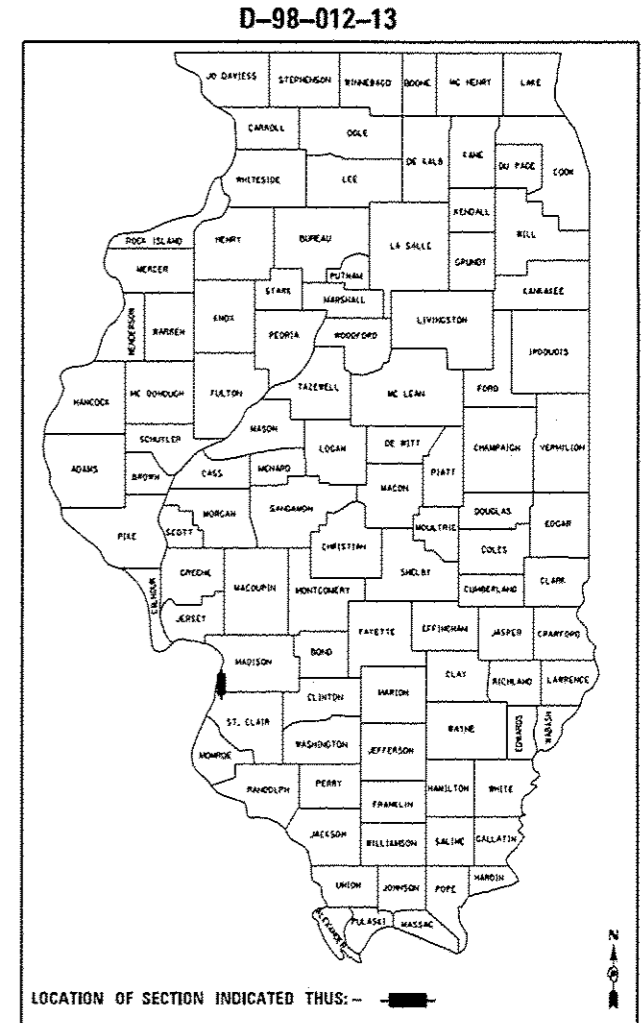 D-98-012-13
JO DAVIESS STEPHENSON WINNEBAGO BOONE MC HENRY LAKE
CARROLL OGLE DE KALB KANE DU PAGE COOK
WHITESIDE LEE KENDALL WILL
ROCK ISLAND HENRY BUREAU LA SALLE GRUNDY
MERCER PUTNAM KANKAKEE
STARK MARSHALL
HENDERSON WARREN KNOX PEORIA WOODFORD LIVINGSTON IROQUOIS
HANCOCK MC DONOUGH FULTON TAZEWELL MC LEAN FORD
SCHUYLER MASON LOGAN DE WITT CHAMPAIGN VERMILION
ADAMS BROWN CASS MENARD MACON PIATT
PIKE SCOTT MORGAN SANGAMON MOULTRIE DOUGLAS EDGAR
CHRISTIAN COLES
CALHOUN GREENE MACOUPIN MONTGOMERY SHELBY CUMBERLAND CLARK
JERSEY FAYETTE EFFINGHAM JASPER CRAWFORD
MADISON BOND CLAY RICHLAND LAWRENCE
CLINTON MARION
ST. CLAIR WAYNE EDWARDS WABASH
MONROE WASHINGTON JEFFERSON
RANDOLPH PERRY HAMILTON WHITE
FRANKLIN
JACKSON WILLIAMSON SALINE GALLATIN
UNION JOHNSON POPE HARDIN
ALEXANDER PULASKI MASSAC
N
LOCATION OF SECTION INDICATED THUS: -